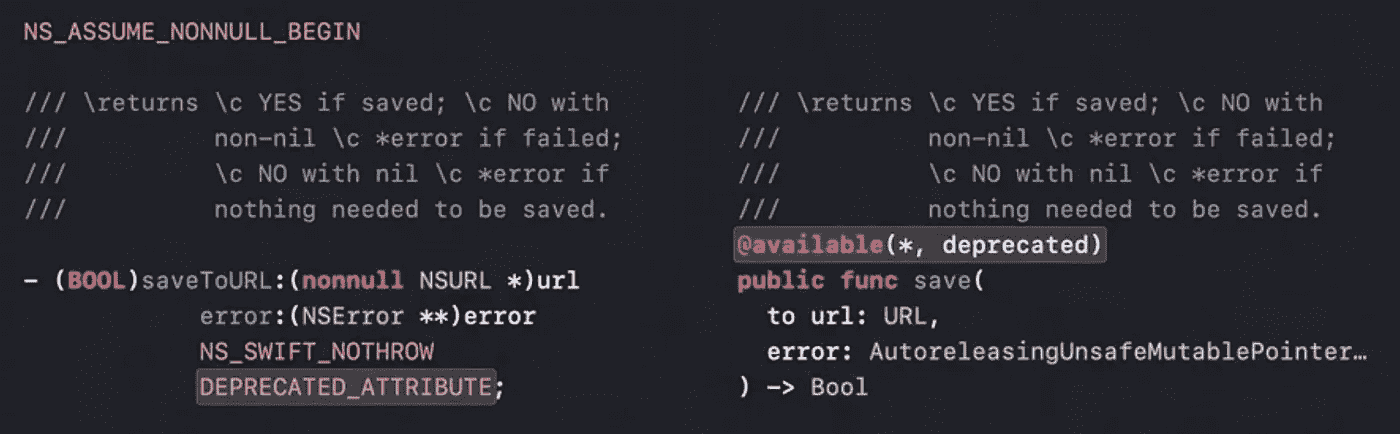 NS_ASSUME_NONNULL_BEGIN
/// \returns \c YES if saved; \c NO with
///          non-nil \c *error if failed;
///          \c NO with nil \c *error if
///          nothing needed to be saved.
- (BOOL)saveToURL:(nonnull NSURL *)url
            error:(NSError **)error
            NS_SWIFT_NOTHROW
            DEPRECATED_ATTRIBUTE;
/// \returns \c YES if saved; \c NO with
///          non-nil \c *error if failed;
///          \c NO with nil \c *error if
///          nothing needed to be saved.
@available(*, deprecated)
public func save(
  to url: URL,
  error: AutoreleasingUnsafeMutablePointer…
) -> Bool